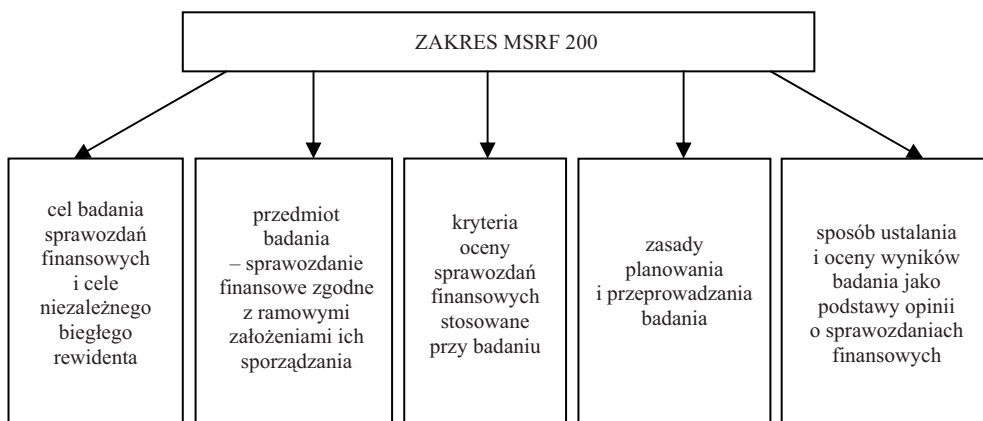 ZAKRES MSRF 200
cel badania
sprawozdań
finansowych
i cele
niezależnego
biegłego
rewidenta
przedmiot
badania
– sprawozdanie
finansowe zgodne
z ramowymi
założeniami ich
sporządzania
kryteria
oceny
sprawozdań
finansowych
stosowane
przy badaniu
zasady
planowania
i przeprowadzania
badania
sposób ustalania
i oceny wyników
badania jako
podstawy opinii
o sprawozdaniach
finansowych